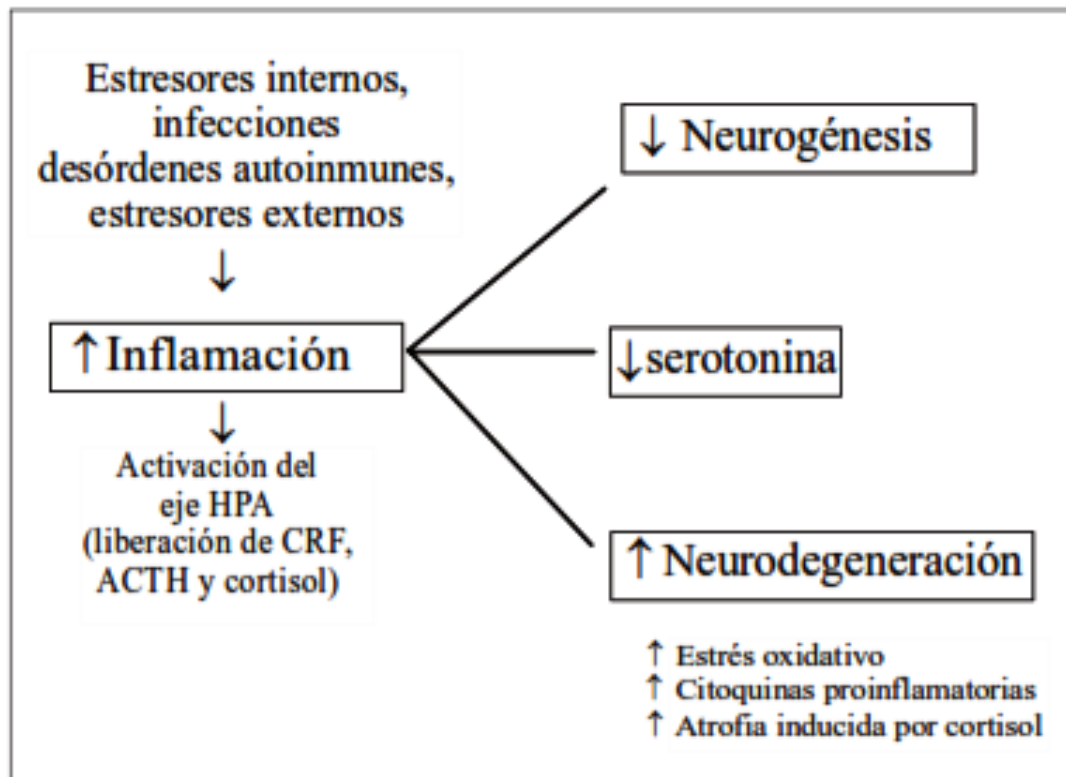 Estresores internos,
infecciones
desórdenes autoinmunes,
estresores externos
↓
↑ Inflamación
↓
Activación del
eje HPA
(liberación de CRF,
ACTH y cortisol)
↓ Neurogénesis
↓serotonina
↑ Neurodegeneración
↑ Estrés oxidativo
↑ Citoquinas proinflamatorias
↑ Atrofia inducida por cortisol